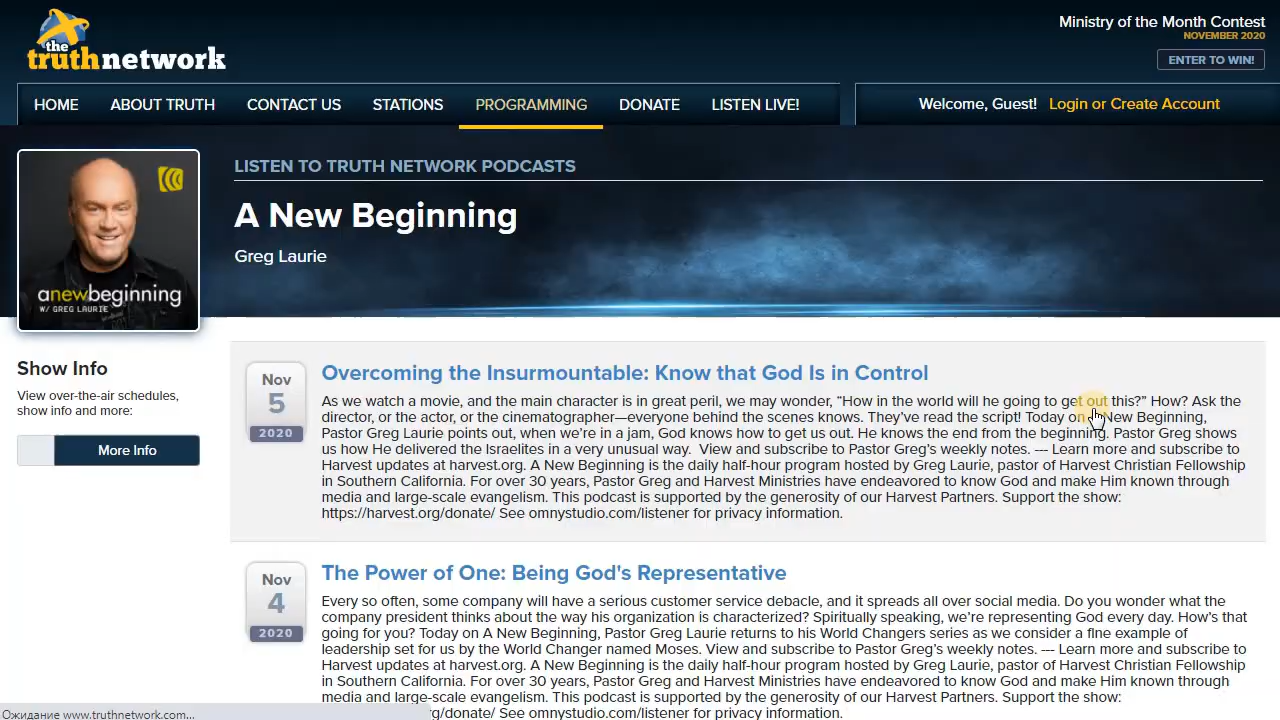 Ministry of the Month Contest
NOVEMBER 2020
ENTER TO WIN!
the
truthnetwork
HOME ABOUT TRUTH CONTACT US STATIONS PROGRAMMING DONATE LISTEN LIVE!
Welcome, Guest! Login or Create Account
LISTEN TO TRUTH NETWORK PODCASTS
A New Beginning
Greg Laurie
anewbeginning
W/ GREG LAURIE
Show Info
View over-the-air schedules,
show info and more:
More Info
Nov
5
2020
Overcoming the Insurmountable: Know that God Is in Control
As we watch a movie, and the main character is in great peril, we may wonder, “How in the world will he going to get out this?” How? Ask the
director, or the actor, or the cinematographer—everyone behind the scenes knows. They’ve read the script! Today on New Beginning,
Pastor Greg Laurie points out, when we’re in a jam, God knows how to get us out. He knows the end from the beginning. Pastor Greg shows
us how He delivered the Israelites in a very unusual way.  View and subscribe to Pastor Greg’s weekly notes. --- Learn more and subscribe to
Harvest updates at harvest.org. A New Beginning is the daily half-hour program hosted by Greg Laurie, pastor of Harvest Christian Fellowship
in Southern California. For over 30 years, Pastor Greg and Harvest Ministries have endeavored to know God and make Him known through
media and large-scale evangelism. This podcast is supported by the generosity of our Harvest Partners. Support the show:
https://harvest.org/donate/ See omnystudio.com/listener for privacy information.
Nov
4
2020
The Power of One: Being God's Representative
Every so often, some company will have a serious customer service debacle, and it spreads all over social media. Do you wonder what the
company president thinks about the way his organization is characterized? Spiritually speaking, we’re representing God every day. How’s that
going for you? Today on A New Beginning, Pastor Greg Laurie returns to his World Changers series as we consider a fine example of
leadership set for us by the World Changer named Moses. View and subscribe to Pastor Greg’s weekly notes. --- Learn more and subscribe to
Harvest updates at harvest.org. A New Beginning is the daily half-hour program hosted by Greg Laurie, pastor of Harvest Christian Fellowship
in Southern California. For over 30 years, Pastor Greg and Harvest Ministries have endeavored to know God and make Him known through
media and large-scale evangelism. This podcast is supported by the generosity of our Harvest Partners. Support the show:
rg/donate/ See omnystudio.com/listener for privacy information.
Ожидание www.truthnetwork.com...